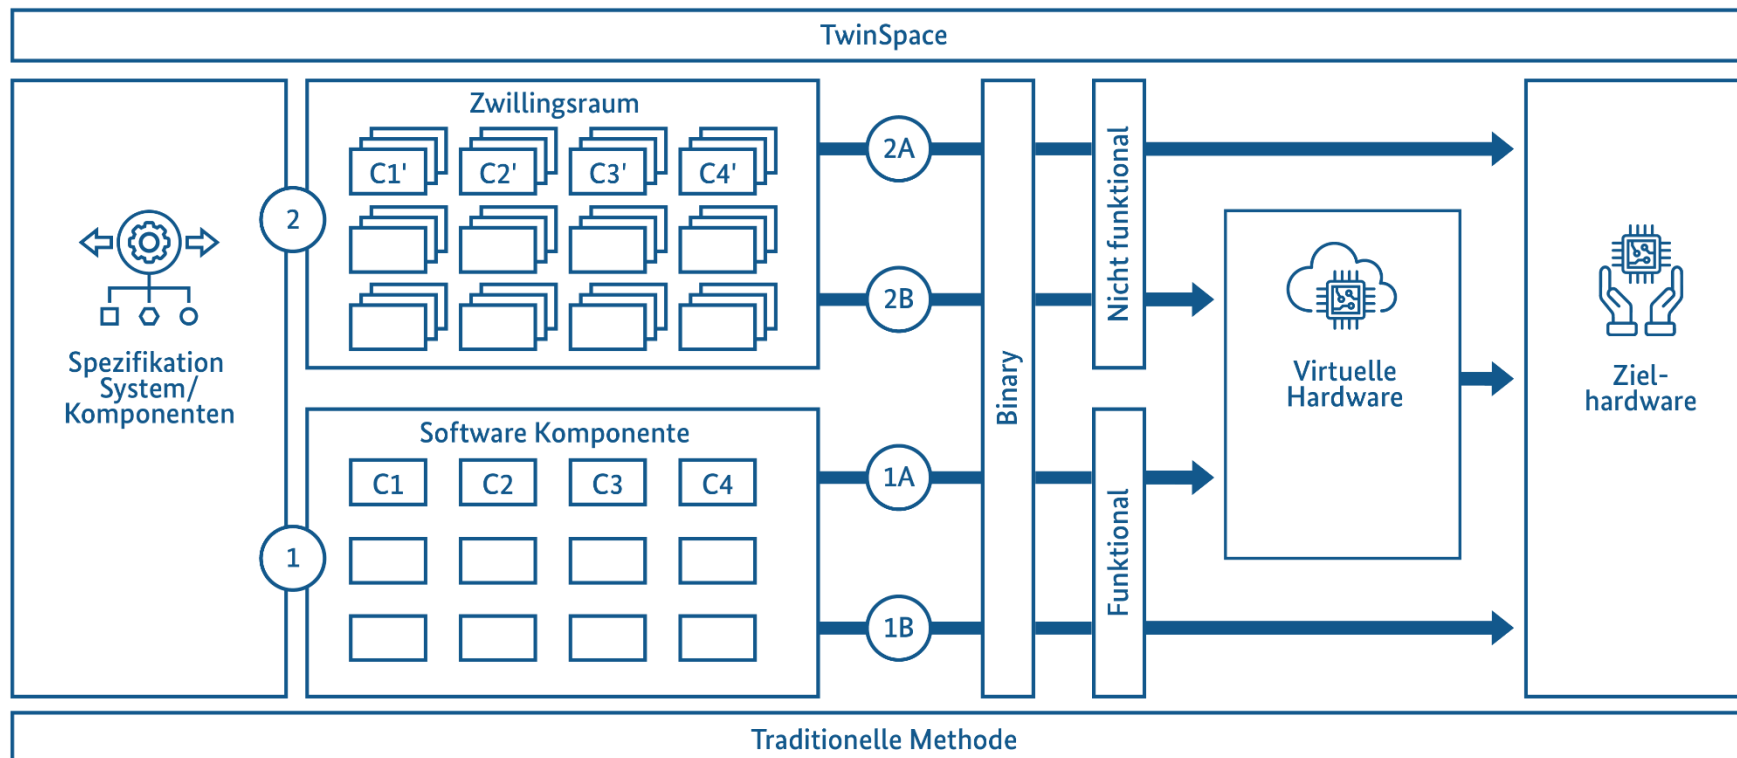 TwinSpace
Spezifikation
System/
Komponenten
2
1
Zwillingsraum
C1' C2' C3' C4'
Software Komponente
C1 C2 C3 C4
2A
2B
1A
1B
Binary
Nicht funktional
Funktional
Virtuelle
Hardware
Ziel-
hardware
Traditionelle Methode